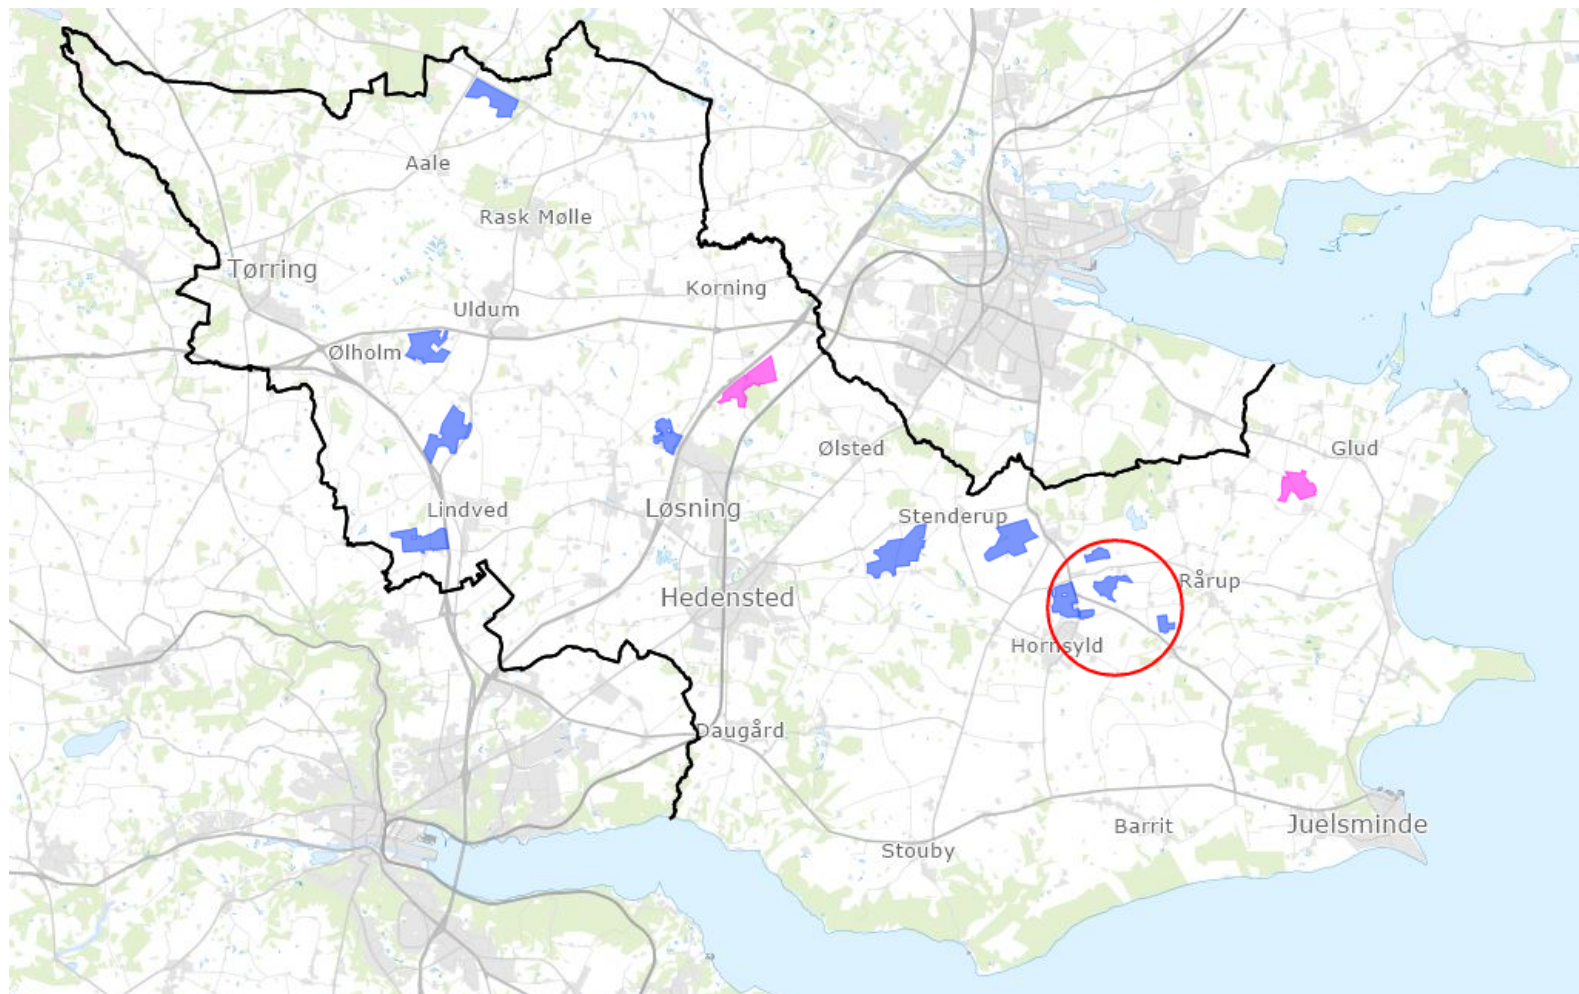 Aale
Rask Mølle
Tørring
Korning
Uldum
Ølholm
Ølsted
Glud
Lindved
Løsning
Stenderup
Rårup
Hedensted
Hornsyld
Daugård
Juelsminde
Barrit
Stouby